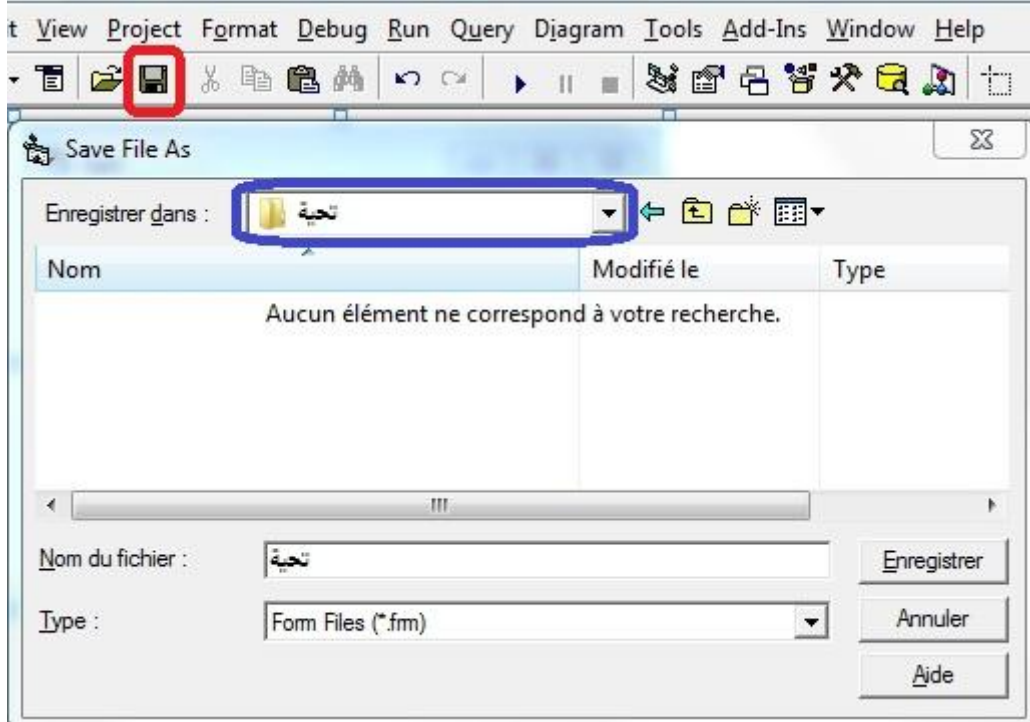 t View Project Format Debug Run Query Diagram Tools Add-Ins Window Help
Save File As
Enregistrer dans : تحية
Nom Modifié le Type
Aucun élément ne correspond à votre recherche.
Nom du fichier : تحية Enregistrer
Type : Form Files (*.frm) Annuler
Aide